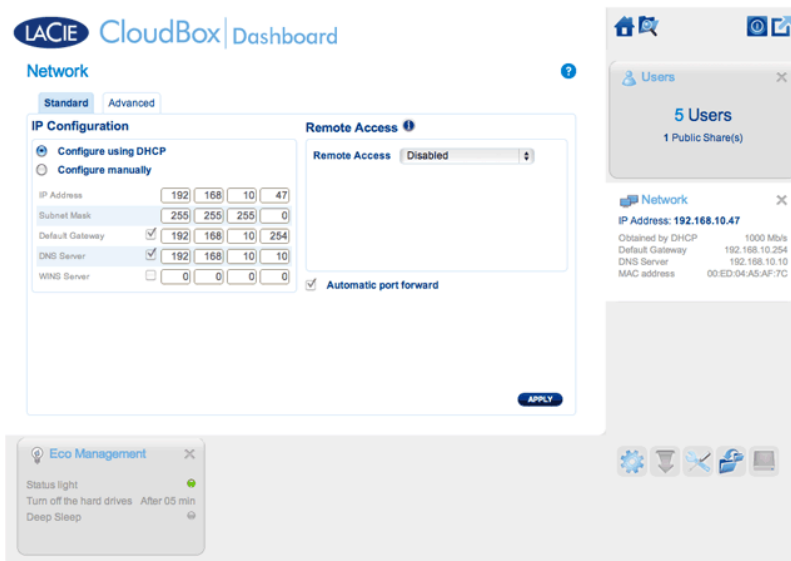 LACIE CloudBox Dashboard
Network
Standard Advanced
IP Configuration
Configure using DHCP
Configure manually
IP Address 192 168 10 47
Subnet Mask 255 255 255 0
Default Gateway 192 168 10 254
DNS Server 192 168 10 10
WINS Server 0 0 0 0
Remote Access
Remote Access Disabled
Automatic port forward
APPLY
Users
5 Users
1 Public Share(s)
Network
IP Address: 192.168.10.47
Obtained by DHCP 1000 Mb/s
Default Gateway 192.168.10.254
DNS Server 192.168.10.10
MAC address 00:ED:04:A5:AF:7C
Eco Management
Status light
Turn off the hard drives After 05 min
Deep Sleep